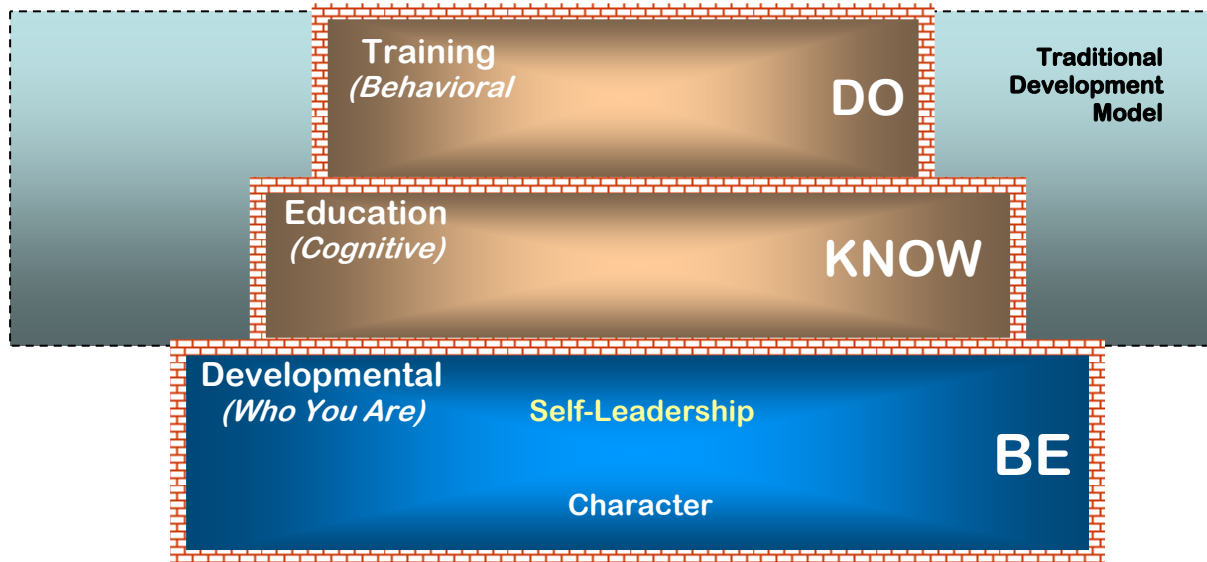 Training
(Behavioral
DO
Traditional
Development
Model
Education
(Cognitive)
KNOW
Developmental
(Who You Are)
Self-Leadership
BE
Character